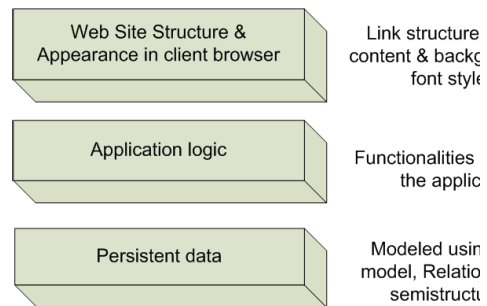 Web Site Structure &
Appearance in client browser
Link structure
content &
font style
Application logic
Functionalities
the
Persistent data
Modeled
model,